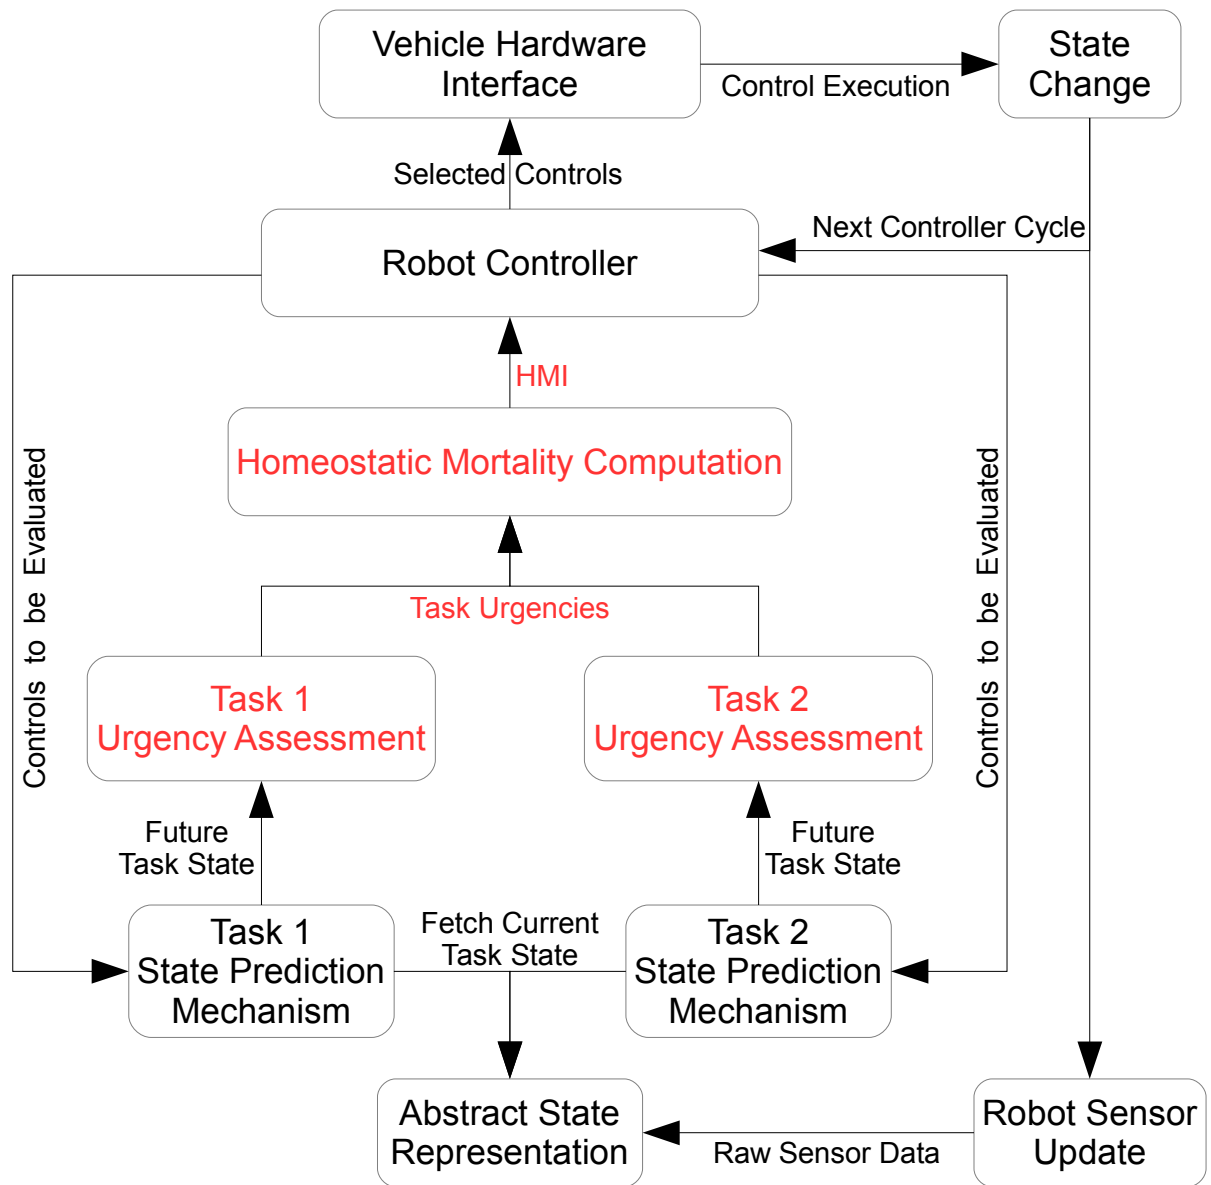 Vehicle Hardware
Interface
State
Change
Control Execution
Selected Controls
Next Controller Cycle
Robot Controller
HMI
Homeostatic Mortality Computation
Controls to be Evaluated
Controls to be Evaluated
Task Urgencies
Task 1
Urgency Assessment
Task 2
Urgency Assessment
Future
Task State
Future
Task State
Task 1
State Prediction
Mechanism
Fetch Current
Task State
Task 2
State Prediction
Mechanism
Abstract State
Representation
Raw Sensor Data
Robot Sensor
Update